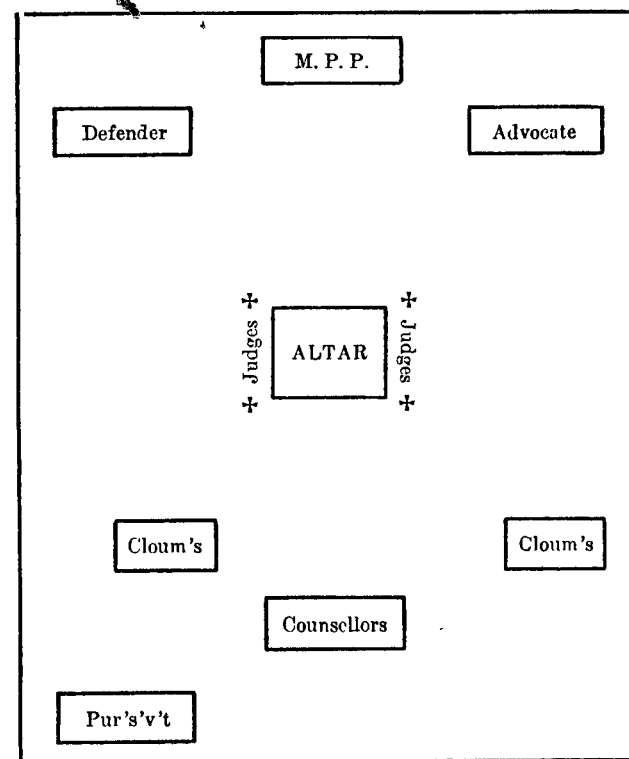 M. P. P.
Defender
Advocate
✢ Judges ✢
ALTAR
✢ Judges ✢
Cloum's
Cloum's
Counsellors
Pur's'v't